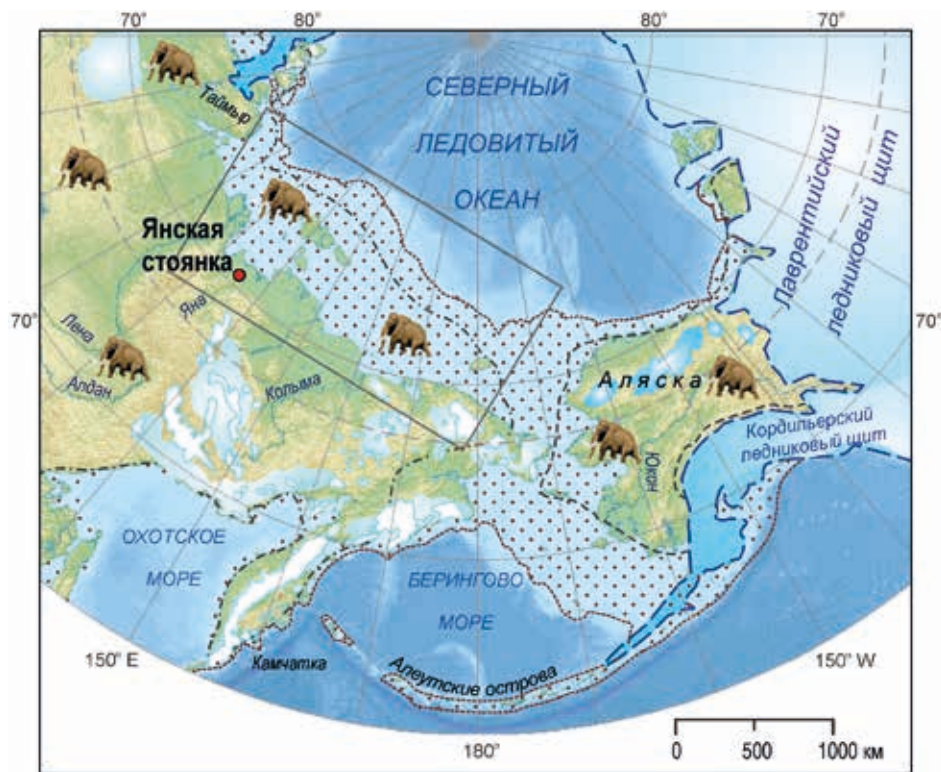 70°
80°
80°
70°
СЕВЕРНЫЙ
ЛЕДОВИТЫЙ
ОКЕАН
Таймыр
Лаврентийский
ледниковый щит
Янская
стоянка
Яна
70°
70°
Лена
Алдан
Колыма
Аляска
Юкон
Кордильерский
ледниковый щит
ОХОТСКОЕ
МОРЕ
БЕРИНГОВО
МОРЕ
Камчатка
Алеутские острова
150° E
150° W
180°
0 500 1000 км